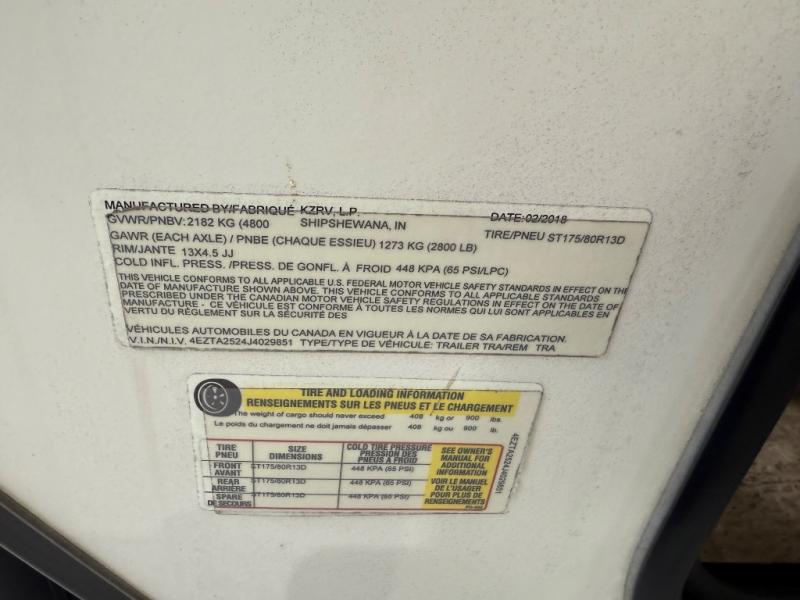 MANUFACTURED BY/FABRIQUÉ KZRV, L.P. DATE:02/2018
GVWR/PNBV:2182 KG (4800 SHIPSHEWANA, IN
GAWR (EACH AXLE) / PNBE (CHAQUE ESSIEU) 1273 KG (2800 LB) TIRE/PNEU ST175/80R13D
RIM/JANTE 13X4.5 JJ
COLD INFL. PRESS. /PRESS. DE GONFL. À FROID 448 KPA (65 PSI/LPC)
THIS VEHICLE CONFORMS TO ALL APPLICABLE U.S. FEDERAL MOTOR VEHICLE SAFETY STANDARDS IN EFFECT ON THE
DATE OF MANUFACTURE SHOWN ABOVE. THIS VEHICLE CONFORMS TO ALL APPLICABLE STANDARDS
PRESCRIBED UNDER THE CANADIAN MOTOR VEHICLE SAFETY REGULATIONS IN EFFECT ON THE DATE OF
MANUFACTURE - CE VÉHICULE EST CONFORME À TOUTES LES NORMES QUI LUI SONT APPLICABLES EN
VERTU DU RÉGLEMENT SUR LA SÉCURITÉ DES
VÉHICULES AUTOMOBILES DU CANADA EN VIGUEUR À LA DATE DE SA FABRICATION.
V.I.N./N.I.V. 4EZTA2524J4029851 TYPE/TYPE DE VÉHICULE: TRAILER TRA/REM TRA
TIRE AND LOADING INFORMATION
RENSEIGNEMENTS SUR LES PNEUS ET LE CHARGEMENT
The weight of cargo should never exceed 408 kg or 900 lbs.
Le poids du chargement ne doit jamais dépasser 408 kg ou 900 lb.
TIRE
PNEU
SIZE
DIMENSIONS
COLD TIRE PRESSURE
PRESSION DES
PNEUS A FROID
FRONT
AVANT
ST175/80R13D
448 KPA (65 PSI)
REAR
ARRIÈRE
ST175/80R13D
448 KPA (65 PSI)
SPARE
DE SECOURS
ST175/80R13D
448 KPA (65 PSI)
SEE OWNER'S
MANUAL FOR
ADDITIONAL
INFORMATION
VOIR LE MANUEL
DE L'USAGER
POUR PLUS DE
RENSEIGNEMENTS
4EZTA2524J4029851